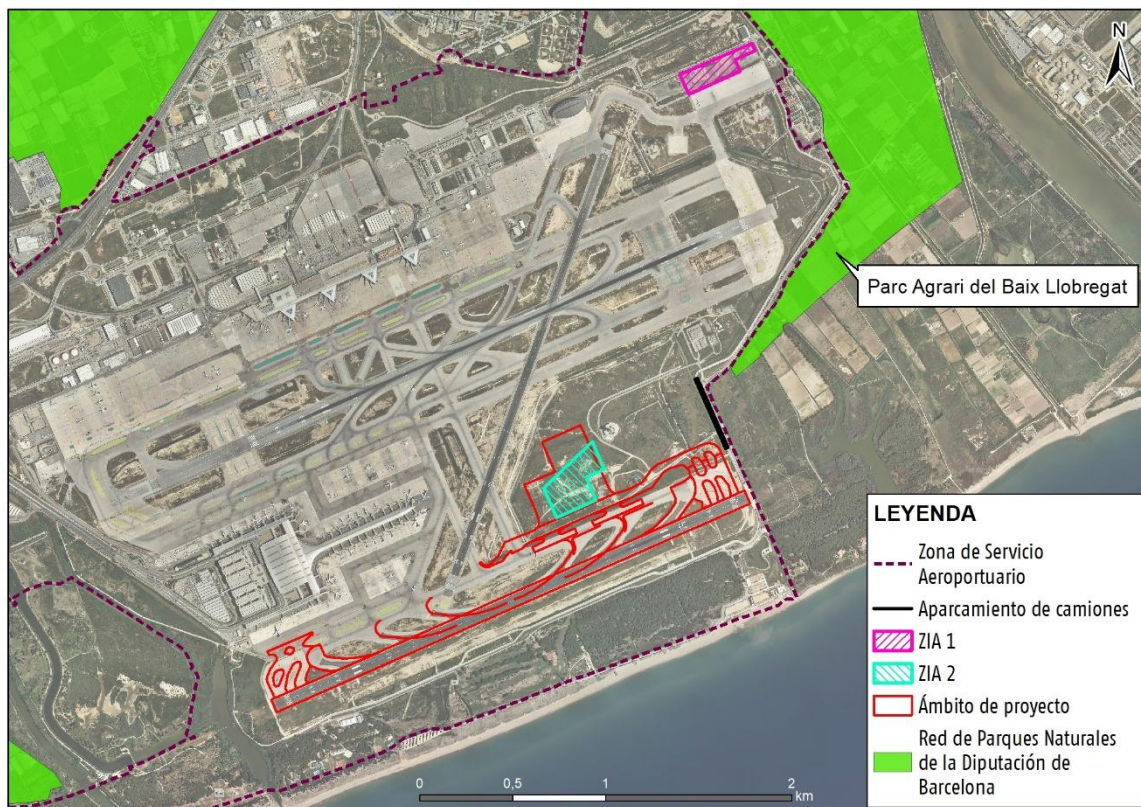 N
Parc Agrari del Baix Llobregat
LEYENDA
Zona de Servicio
Aeroportuario
Aparcamiento de camiones
ZIA 1
ZIA 2
Ámbito de proyecto
Red de Parques Naturales
de la Diputación de
Barcelona
0 0,5 1 2
km